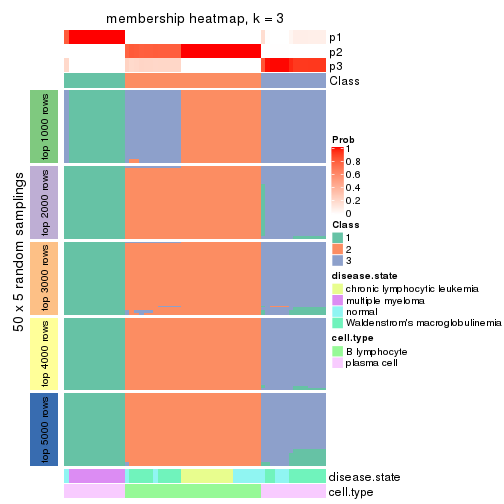 membership heatmap, k = 3
p1
p2
p3
Class
50 x 5 random samplings
top 1000 rows
top 2000 rows
top 3000 rows
top 4000 rows
top 5000 rows
disease.state
cell.type
Prob
1
0.8
0.6
0.4
0.2
0
Class
1
2
3
disease.state
chronic lymphocytic leukemia
multiple myeloma
normal
Waldenstrom's macroglobulinemia
cell.type
B lymphocyte
plasma cell